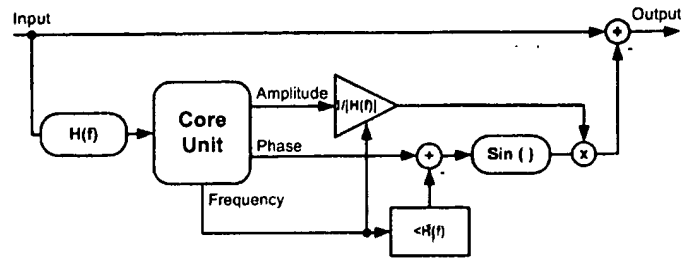 Input
Output
+
-
Amplitude
1/|H(f)|
H(f)
Core
Unit
Phase
+
-
Sin ( )
x
Frequency
<H(f)